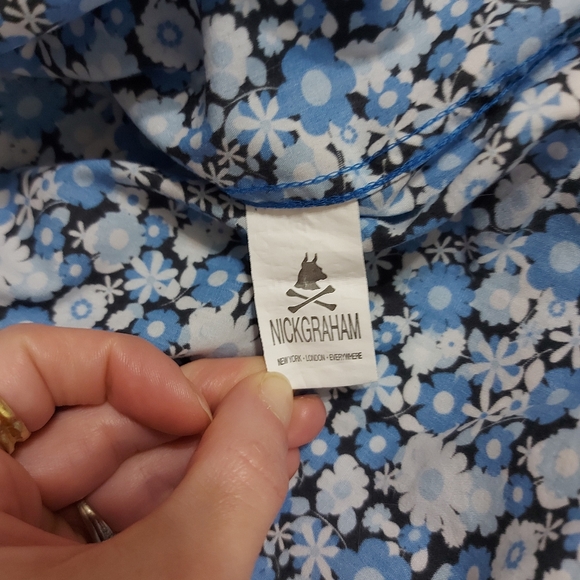 NICKGRAHAM
NEW YORK • LONDON • EVERYWHERE